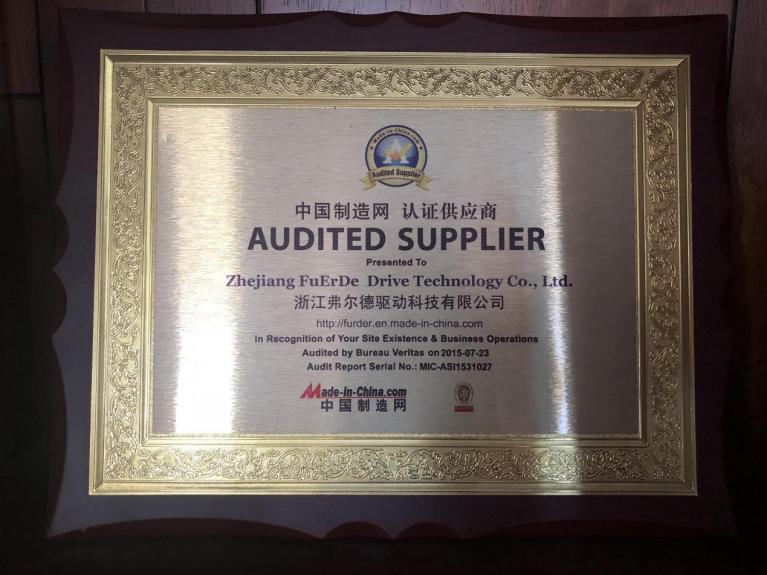 Made-in-China.com
Audited Supplier
中国制造网 认证供应商
AUDITED SUPPLIER
Presented To
Zhejiang FuErDe Drive Technology Co., Ltd.
浙江弗尔德驱动科技有限公司
http://furder.en.made-in-china.com
In Recognition of Your Site Existence & Business Operations
Audited by Bureau Veritas on 2015-07-23
Audit Report Serial No.: MIC-ASI1531027
Made-in-China.com
中国制造网